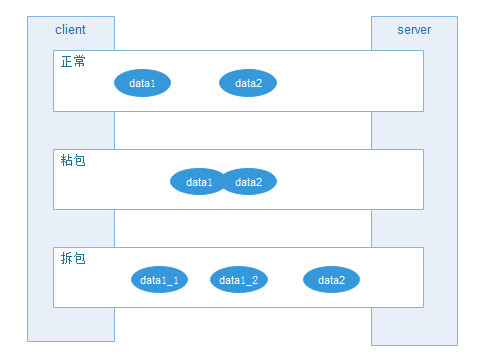 client
server
正常
data1
data2
粘包
data1
data2
拆包
data1_1
data1_2
data2